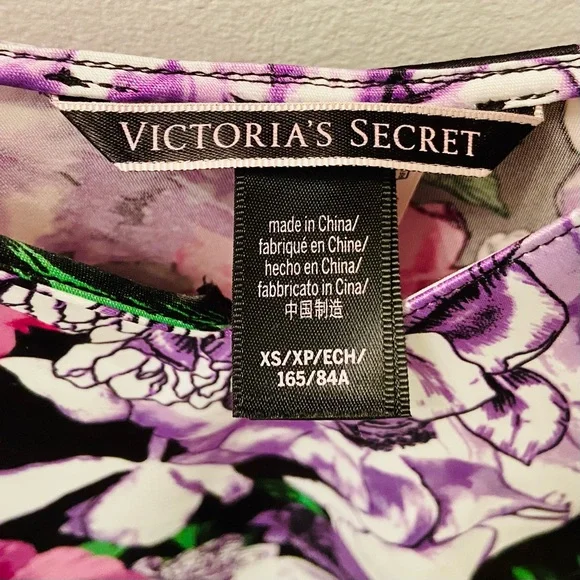 VICTORIA'S SECRET
made in China/
fabriqué en Chine/
hecho en China/
fabbricato in Cina/
中国制造
XS/XP/ECH/
165/84A